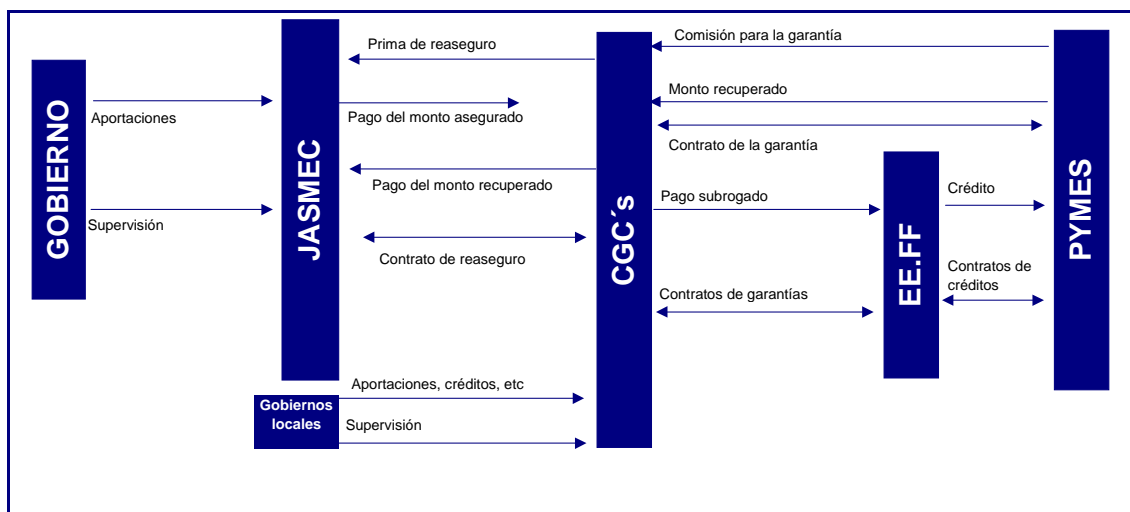 GOBIERNO
Aportaciones
Supervisión
JASMEC
Prima de reaseguro
Pago del monto asegurado
Pago del monto recuperado
Contrato de reaseguro
Gobiernos
locales
Aportaciones, créditos, etc
Supervisión
CGC´s
Comisión para la garantía
Monto recuperado
Contrato de la garantía
Pago subrogado
Contratos de garantías
EE.FF
Crédito
Contratos de
créditos
PYMES